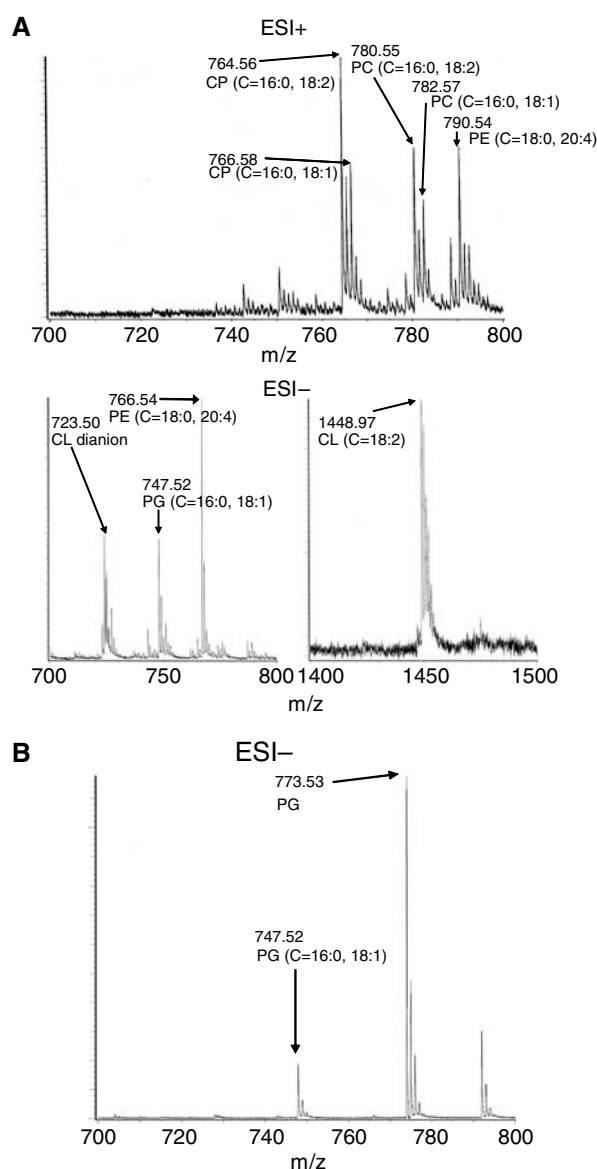 A
ESI+
764.56
CP (C=16:0, 18:2)
780.55
PC (C=16:0, 18:2)
782.57
PC (C=16:0, 18:1)
790.54
PE (C=18:0, 20:4)
766.58
CP (C=16:0, 18:1)
700 720 740 760 780 800
m/z
ESI–
766.54
PE (C=18:0, 20:4)
723.50
CL dianion
747.52
PG (C=16:0, 18:1)
1448.97
CL (C=18:2)
700 750 800
1400 1450 1500
m/z
B
ESI–
773.53
PG
747.52
PG (C=16:0, 18:1)
700 720 740 760 780 800
m/z